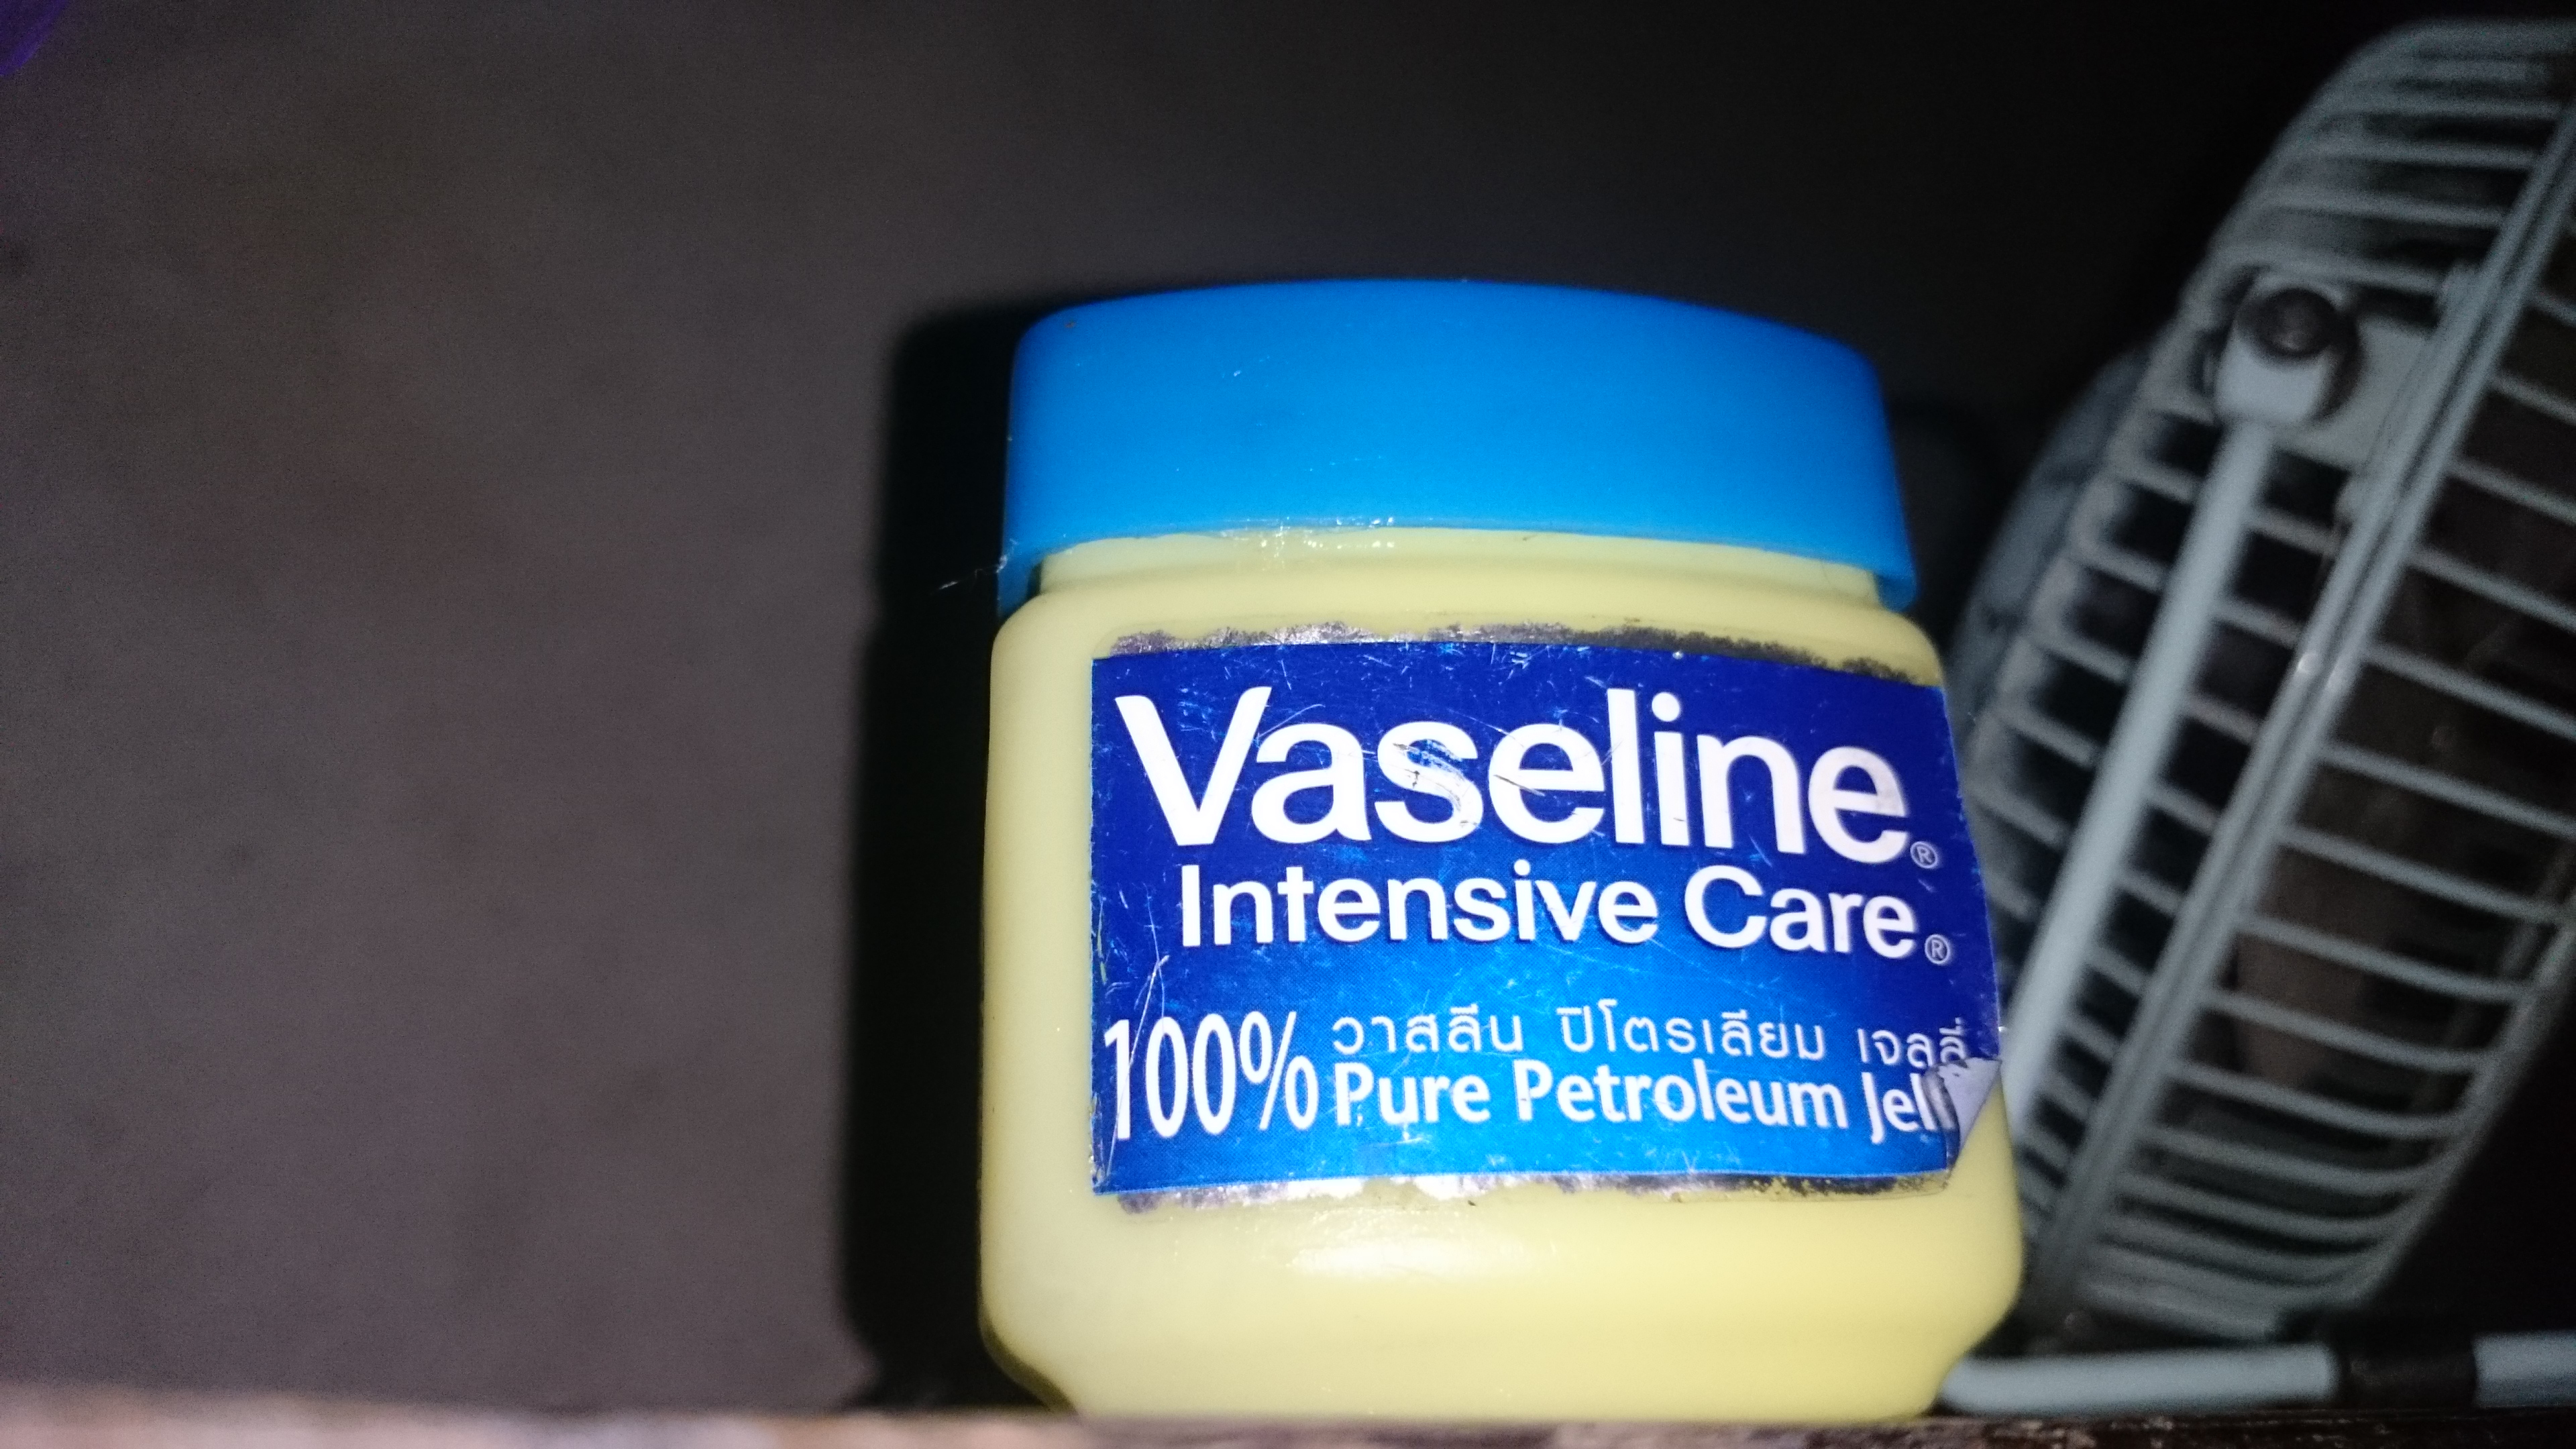 Vaseline®
Intensive Care®
100% วาสลีน ปิโตรเลียม เจลลี่
Pure Petroleum